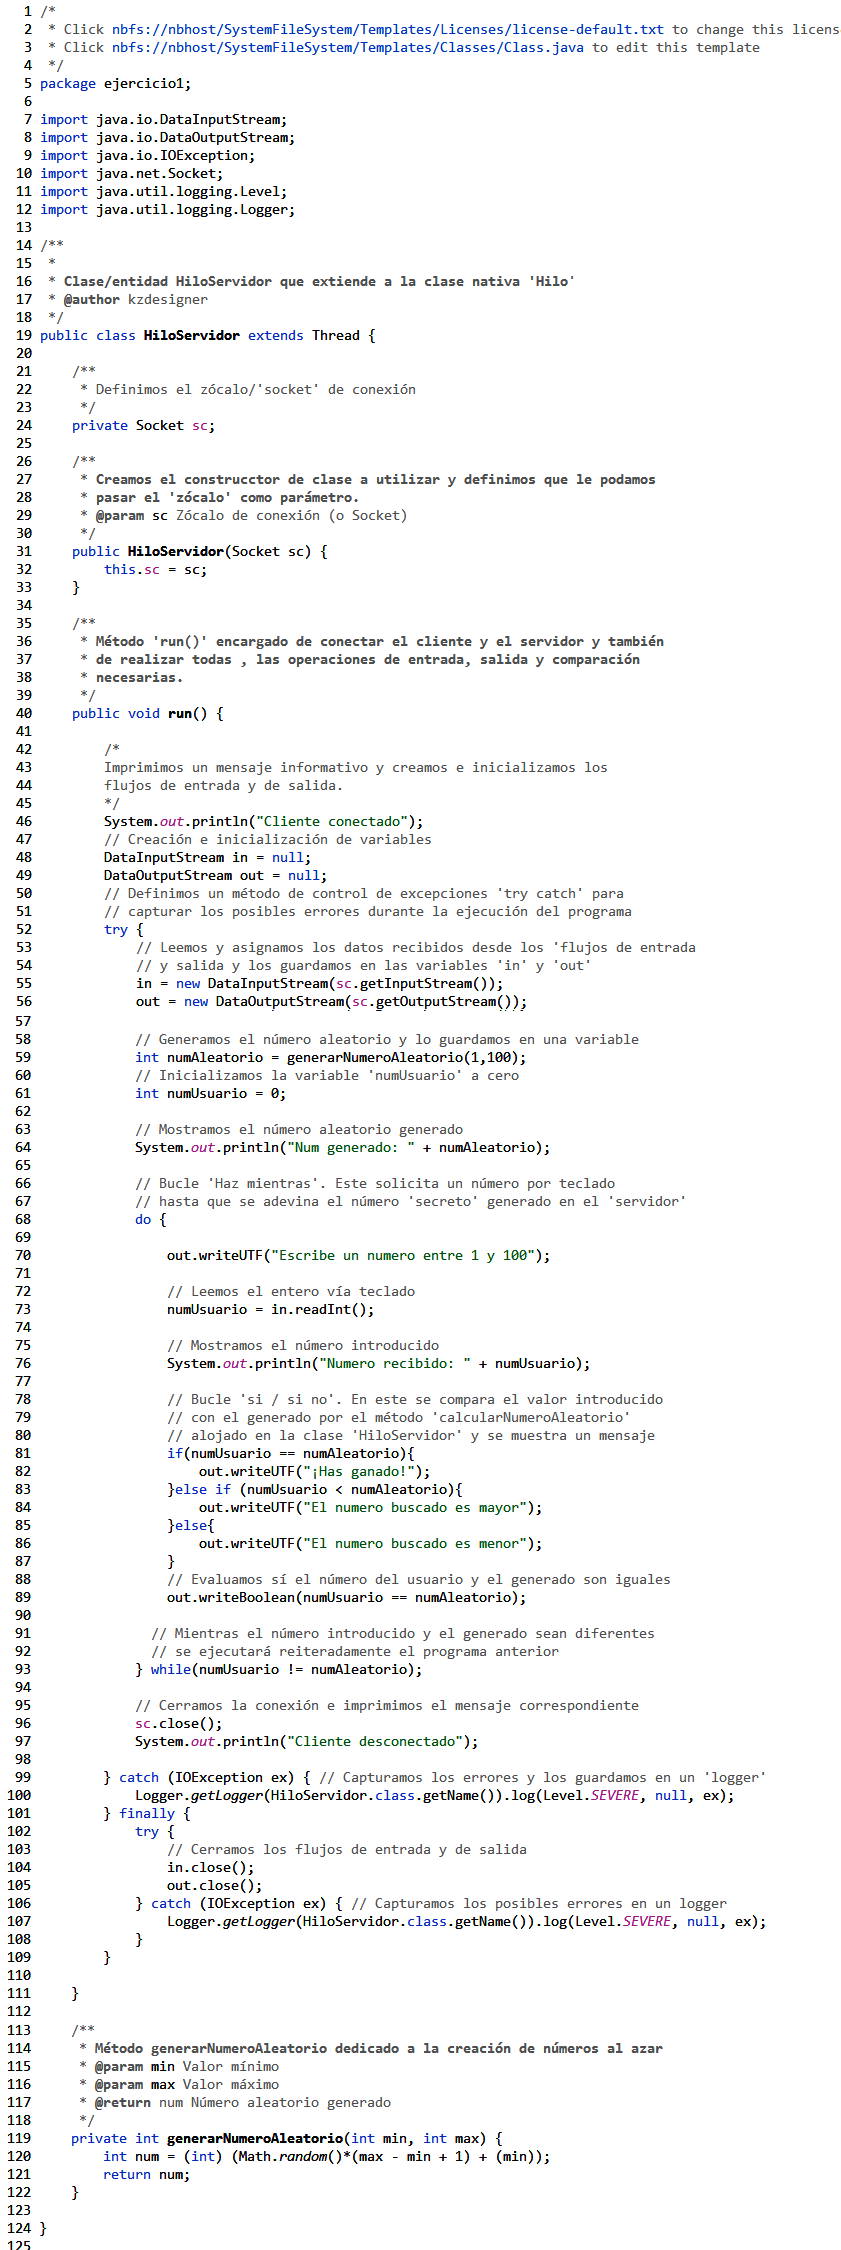 1 /*
2  * Click nbfs://nbhost/SystemFileSystem/Templates/Licenses/license-default.txt to change this licens
3  * Click nbfs://nbhost/SystemFileSystem/Templates/Classes/Class.java to edit this template
4  */
5 package ejercicio1;
6
7 import java.io.DataInputStream;
8 import java.io.DataOutputStream;
9 import java.io.IOException;
10 import java.net.Socket;
11 import java.util.logging.Level;
12 import java.util.logging.Logger;
13
14 /**
15  *
16  * Clase/entidad HiloServidor que extiende a la clase nativa 'Hilo'
17  * @author kzdesigner
18  */
19 public class HiloServidor extends Thread {
20
21     /**
22      * Definimos el zócalo/'socket' de conexión
23      */
24     private Socket sc;
25
26     /**
27      * Creamos el construcctor de clase a utilizar y definimos que le podamos
28      * pasar el 'zócalo' como parámetro.
29      * @param sc Zócalo de conexión (o Socket)
30      */
31     public HiloServidor(Socket sc) {
32         this.sc = sc;
33     }
34
35     /**
36      * Método 'run()' encargado de conectar el cliente y el servidor y también
37      * de realizar todas , las operaciones de entrada, salida y comparación
38      * necesarias.
39      */
40     public void run() {
41
42         /*
43         Imprimimos un mensaje informativo y creamos e inicializamos los
44         flujos de entrada y de salida.
45         */
46         System.out.println("Cliente conectado");
47         // Creación e inicialización de variables
48         DataInputStream in = null;
49         DataOutputStream out = null;
50         // Definimos un método de control de excepciones 'try catch' para
51         // capturar los posibles errores durante la ejecución del programa
52         try {
53             // Leemos y asignamos los datos recibidos desde los 'flujos de entrada
54             // y salida y los guardamos en las variables 'in' y 'out'
55             in = new DataInputStream(sc.getInputStream());
56             out = new DataOutputStream(sc.getOutputStream());
57
58             // Generamos el número aleatorio y lo guardamos en una variable
59             int numAleatorio = generarNumeroAleatorio(1,100);
60             // Inicializamos la variable 'numUsuario' a cero
61             int numUsuario = 0;
62
63             // Mostramos el número aleatorio generado
64             System.out.println("Num generado: " + numAleatorio);
65
66             // Bucle 'Haz mientras'. Este solicita un número por teclado
67             // hasta que se adevina el número 'secreto' generado en el 'servidor'
68             do {
69
70                 out.writeUTF("Escribe un numero entre 1 y 100");
71
72                 // Leemos el entero vía teclado
73                 numUsuario = in.readInt();
74
75                 // Mostramos el número introducido
76                 System.out.println("Numero recibido: " + numUsuario);
77
78                 // Bucle 'si / si no'. En este se compara el valor introducido
79                 // con el generado por el método 'calcularNumeroAleatorio'
80                 // alojado en la clase 'HiloServidor' y se muestra un mensaje
81                 if(numUsuario == numAleatorio){
82                     out.writeUTF("¡Has ganado!");
83                 }else if (numUsuario < numAleatorio){
84                     out.writeUTF("El numero buscado es mayor");
85                 }else{
86                     out.writeUTF("El numero buscado es menor");
87                 }
88                 // Evaluamos sí el número del usuario y el generado son iguales
89                 out.writeBoolean(numUsuario == numAleatorio);
90
91               // Mientras el número introducido y el generado sean diferentes
92               // se ejecutará reiteradamente el programa anterior
93             } while(numUsuario != numAleatorio);
94
95             // Cerramos la conexión e imprimimos el mensaje correspondiente
96             sc.close();
97             System.out.println("Cliente desconectado");
98
99         } catch (IOException ex) { // Capturamos los errores y los guardamos en un 'logger'
100             Logger.getLogger(HiloServidor.class.getName()).log(Level.SEVERE, null, ex);
101         } finally {
102             try {
103                 // Cerramos los flujos de entrada y de salida
104                 in.close();
105                 out.close();
106             } catch (IOException ex) { // Capturamos los posibles errores en un logger
107                 Logger.getLogger(HiloServidor.class.getName()).log(Level.SEVERE, null, ex);
108             }
109         }
110
111     }
112
113     /**
114      * Método generarNumeroAleatorio dedicado a la creación de números al azar
115      * @param min Valor mínimo
116      * @param max Valor máximo
117      * @return num Número aleatorio generado
118      */
119     private int generarNumeroAleatorio(int min, int max) {
120         int num = (int) (Math.random()*(max - min + 1) + (min));
121         return num;
122     }
123
124 }
125